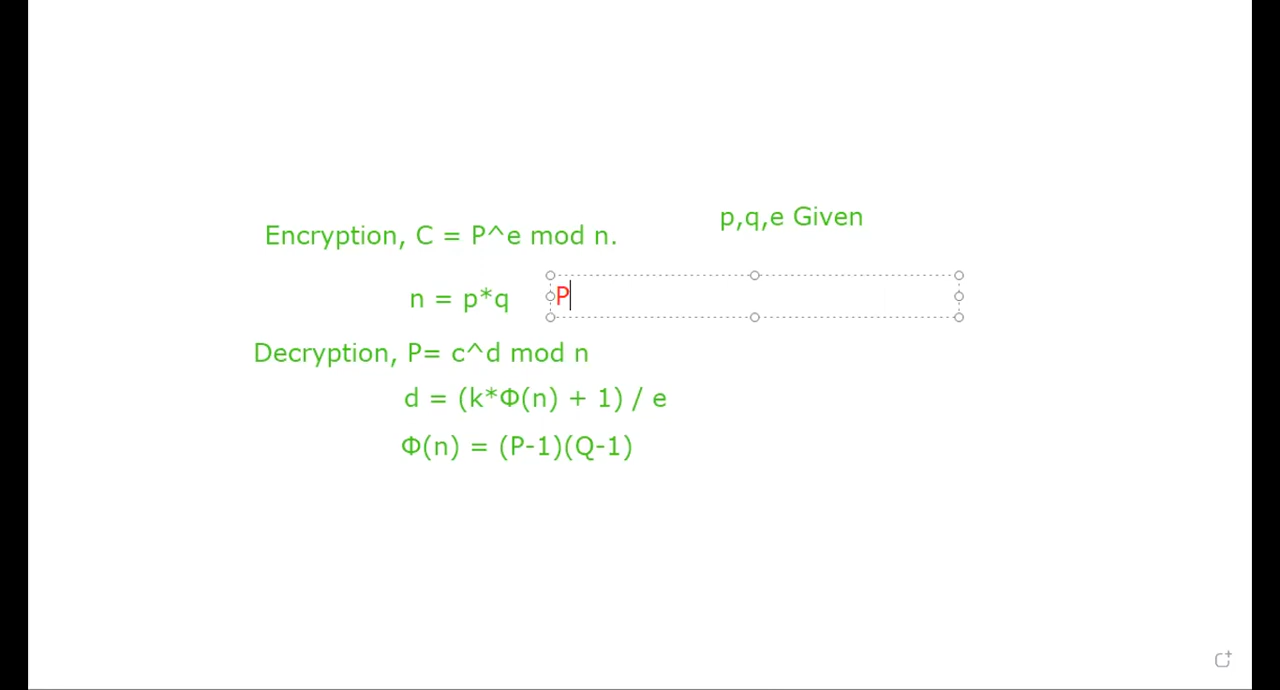 p,q,e Given
Encryption, C = P^e mod n.
n = p*q
P
Decryption, P= c^d mod n
d = (k*Φ(n) + 1) / e
Φ(n) = (P-1)(Q-1)